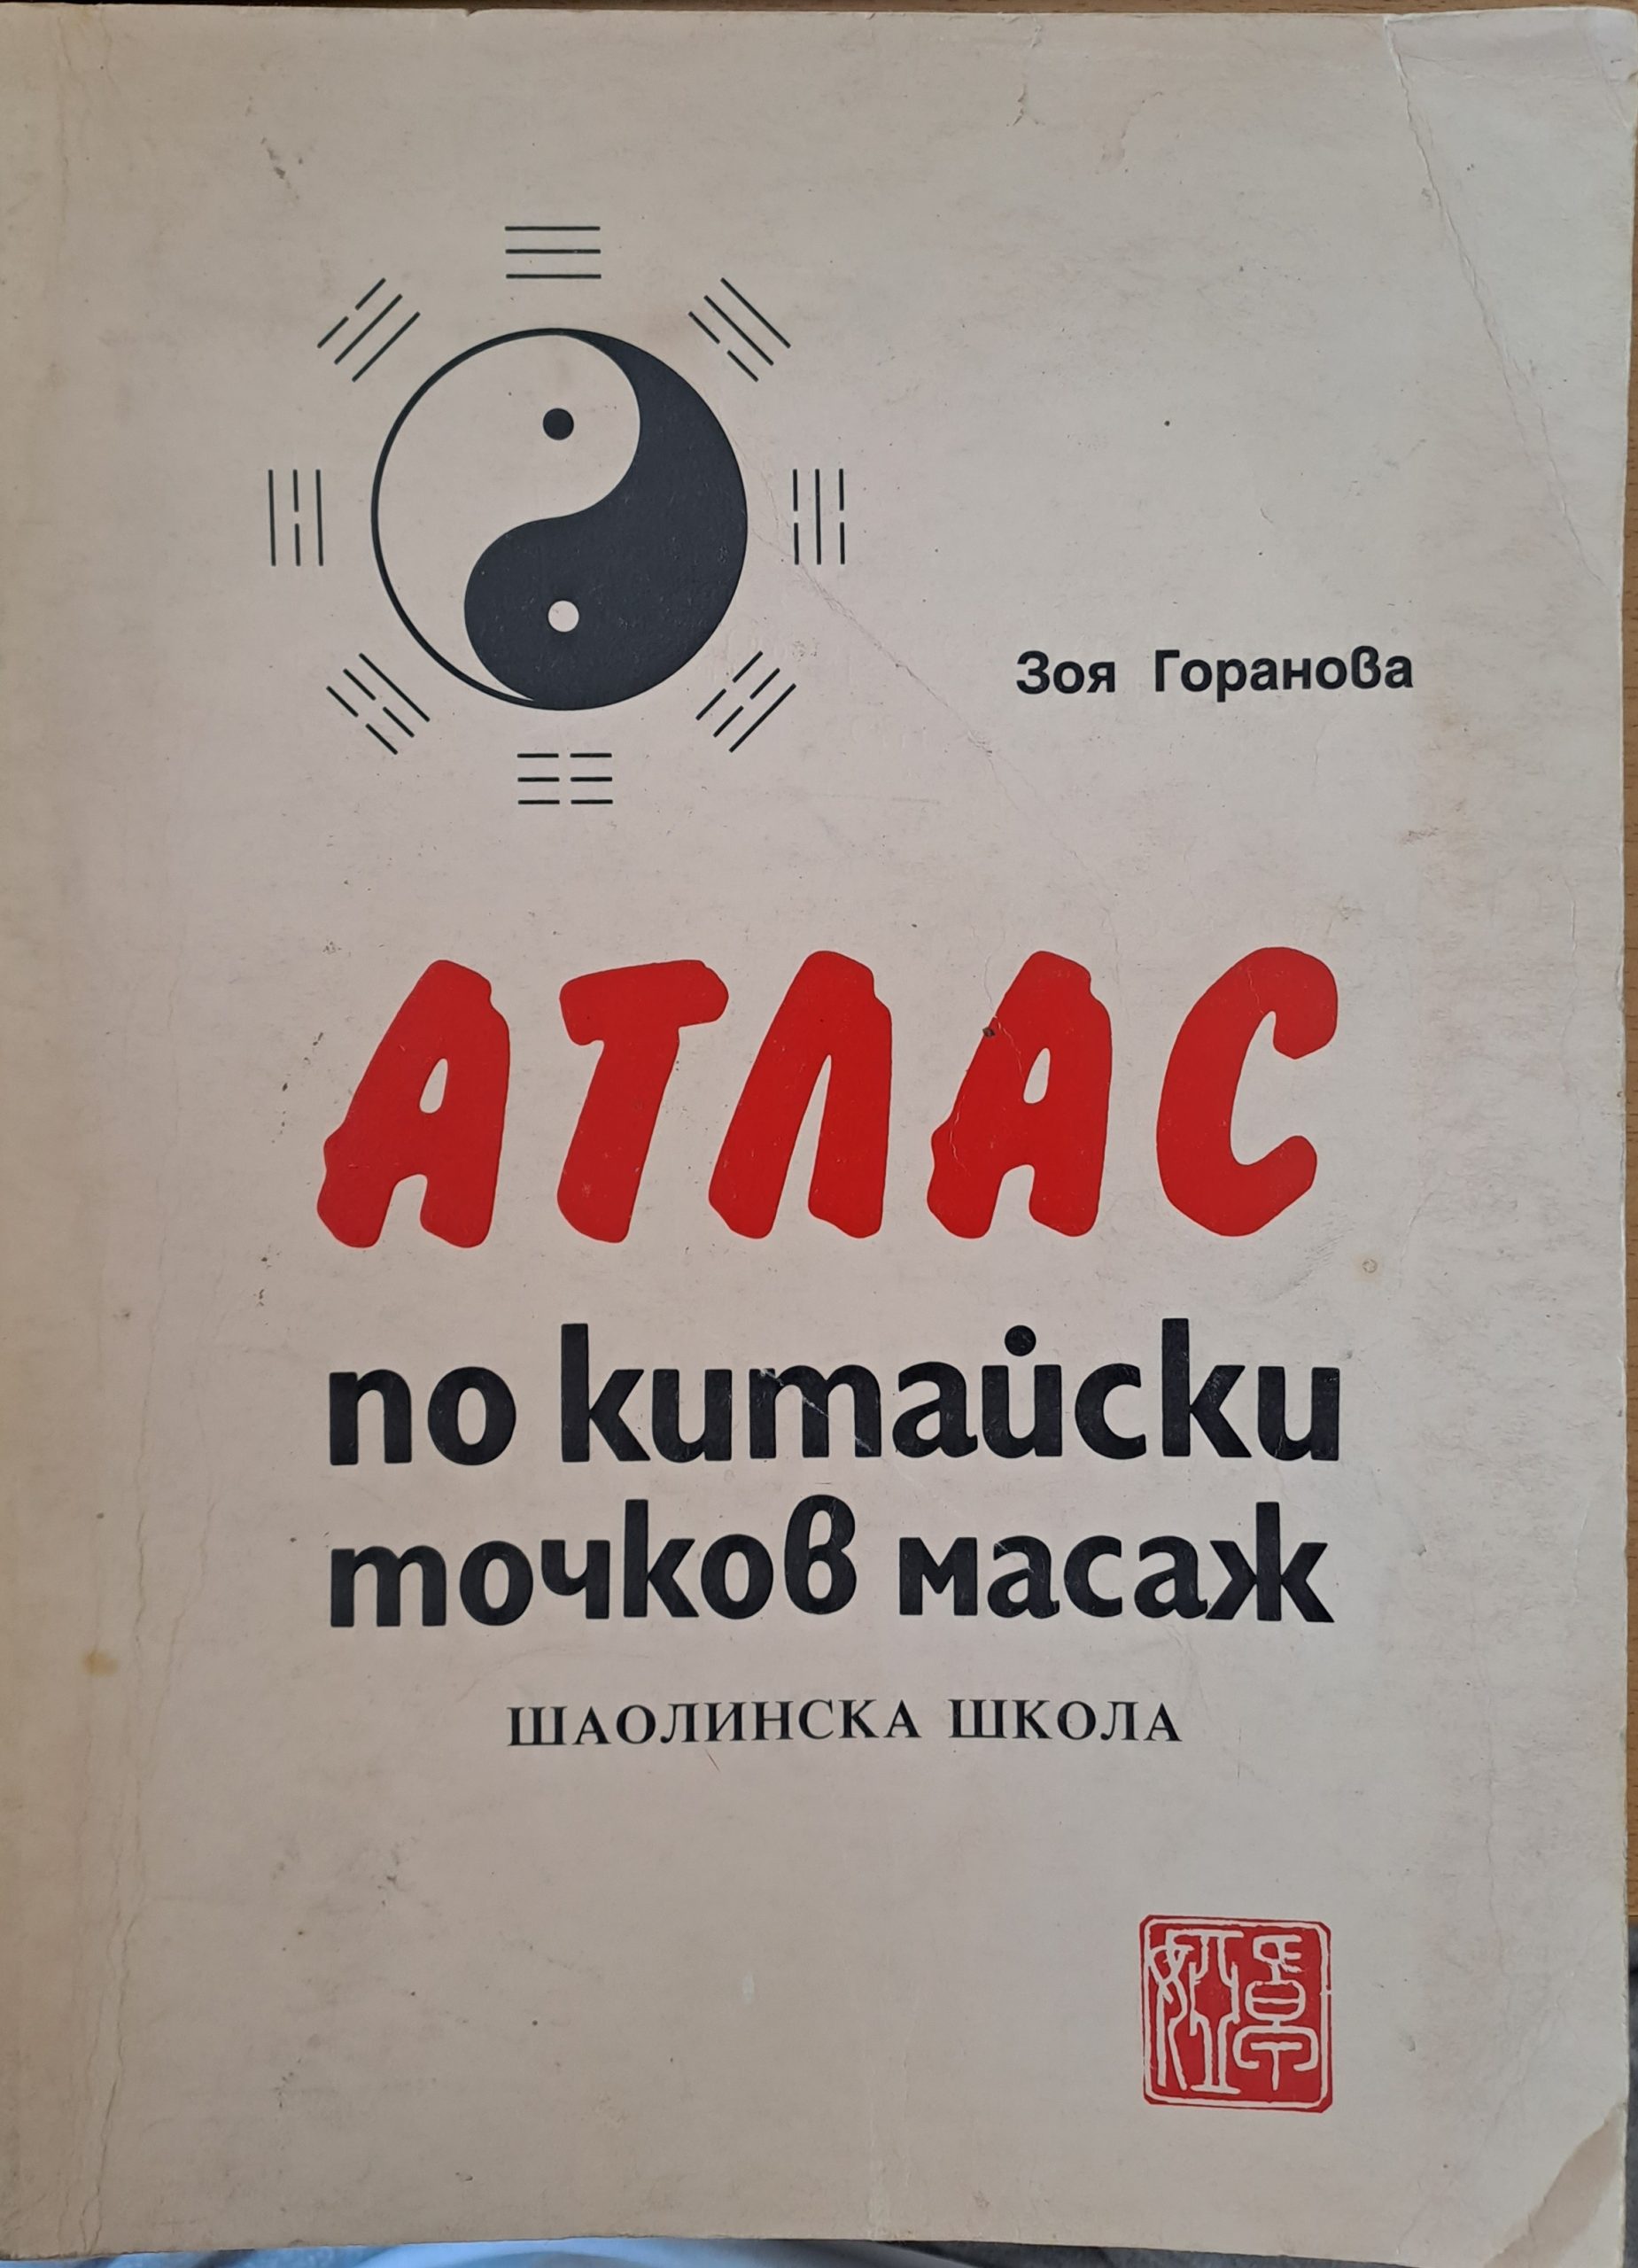 Зоя Горанова
АТЛАС
по китайски
точков масаж
ШАОЛИНСКА ШКОЛА